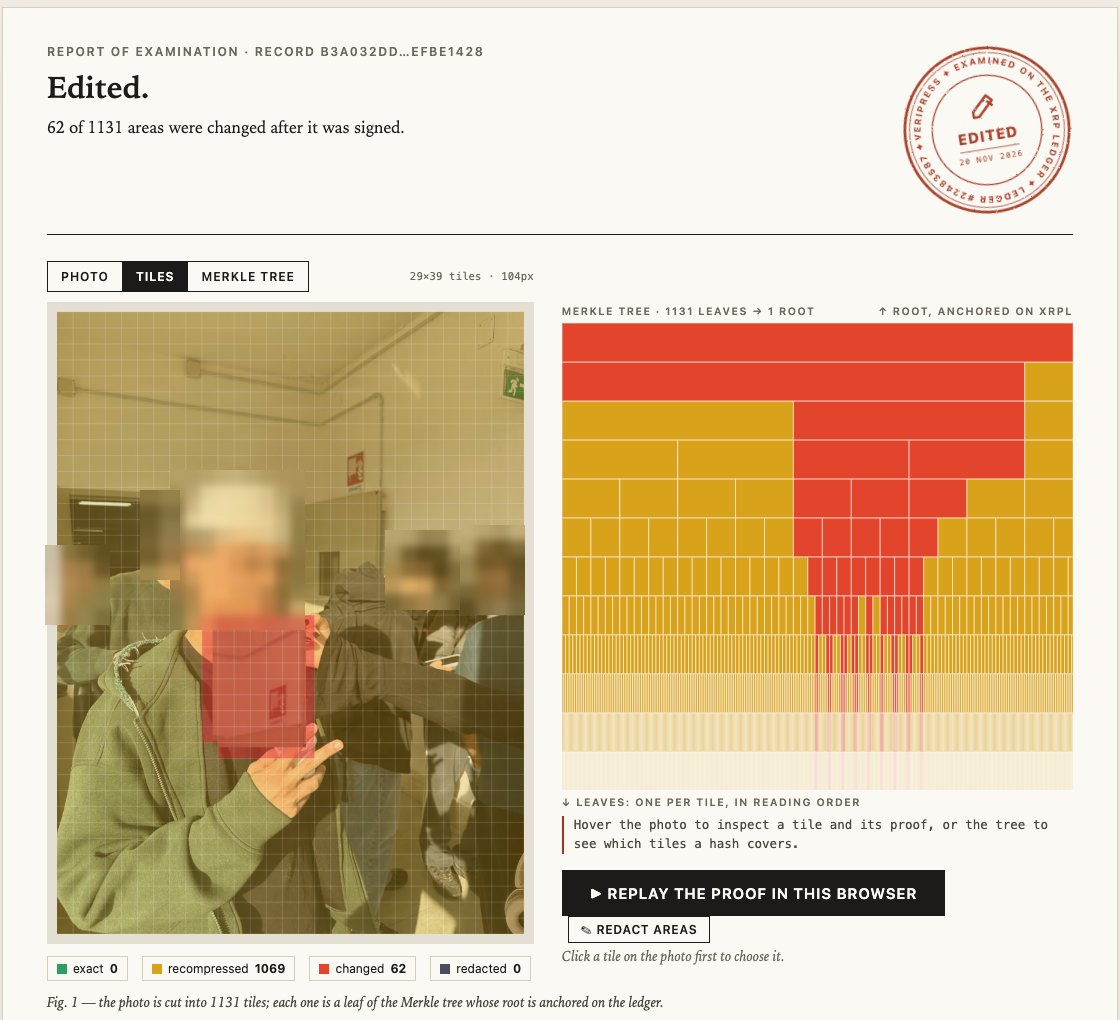 REPORT OF EXAMINATION · RECORD B3A032DD…EFBE1428
Edited.
62 of 1131 areas were changed after it was signed.
VERIPRESS ✦ EXAMINED ON THE XRP LEDGER ✦ LEDGER #22483587 ✦
EDITED
20 NOV 2026
PHOTO
TILES
MERKLE TREE
29×39 tiles · 104px
MERKLE TREE · 1131 LEAVES → 1 ROOT
↑ ROOT, ANCHORED ON XRPL
↓ LEAVES: ONE PER TILE, IN READING ORDER
Hover the photo to inspect a tile and its proof, or the tree to
see which tiles a hash covers.
▶ REPLAY THE PROOF IN THIS BROWSER
✎ REDACT AREAS
Click a tile on the photo first to choose it.
exact 0
recompressed 1069
changed 62
redacted 0
Fig. 1 — the photo is cut into 1131 tiles; each one is a leaf of the Merkle tree whose root is anchored on the ledger.